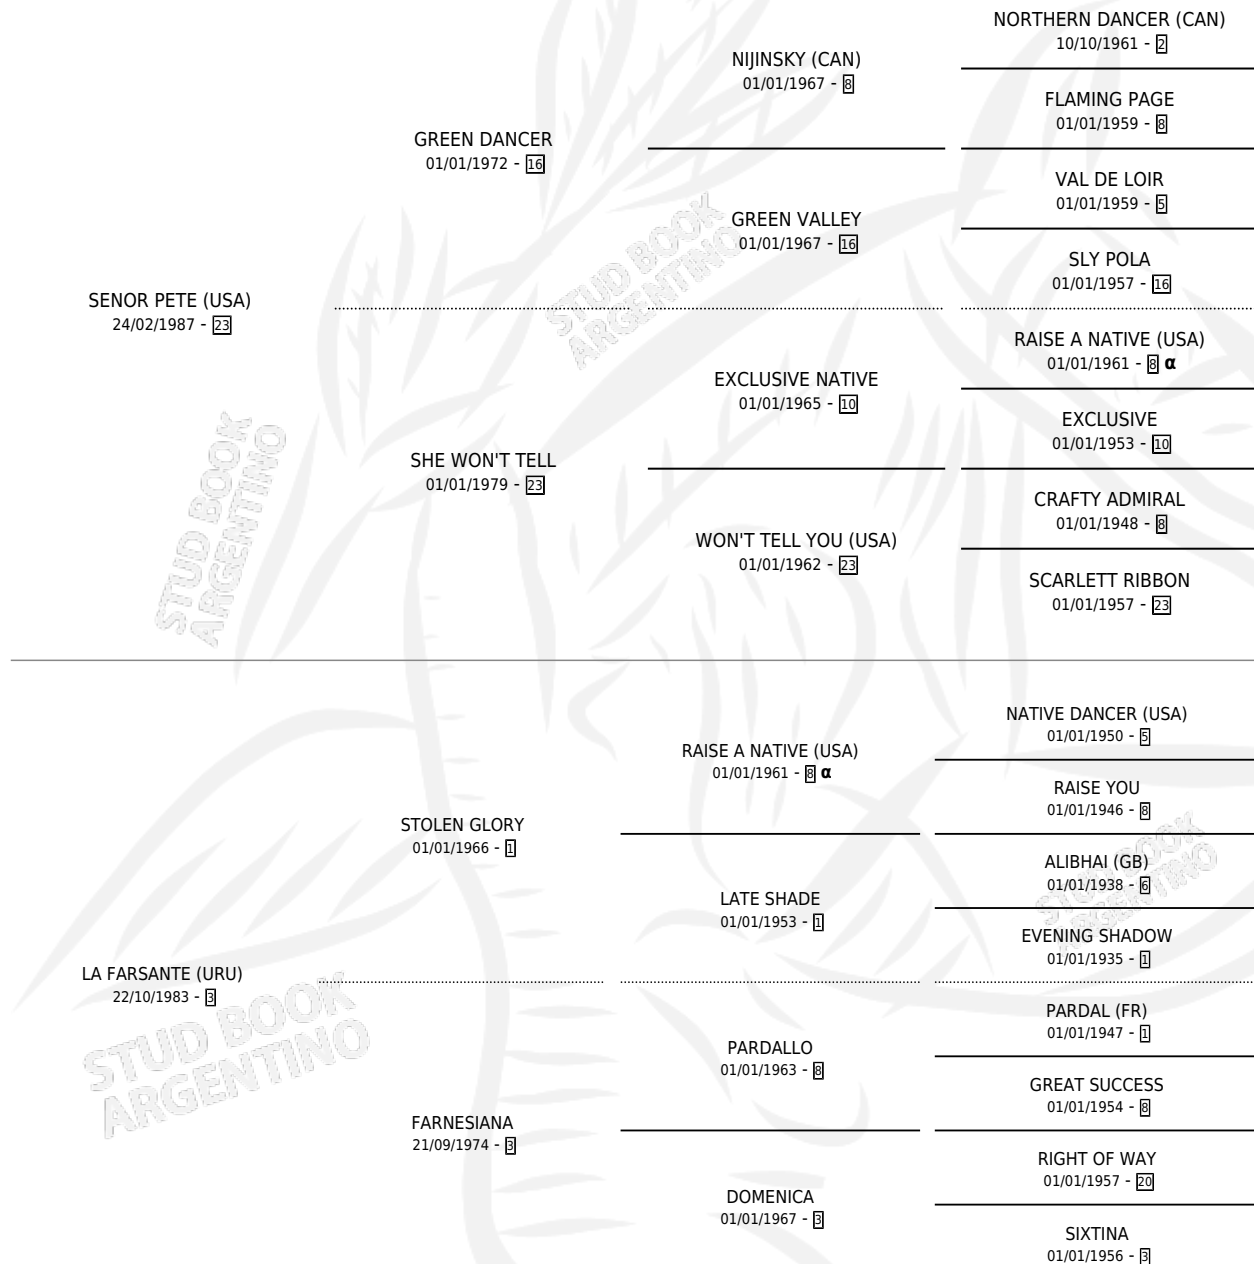 NORTHERN DANCER (CAN)
10/10/1961 - 2
NIJINSKY (CAN)
01/01/1967 - 8
FLAMING PAGE
01/01/1959 - 8
GREEN DANCER
01/01/1972 - 16
VAL DE LOIR
01/01/1959 - 5
GREEN VALLEY
01/01/1967 - 16
SLY POLA
01/01/1957 - 16
SENOR PETE (USA)
24/02/1987 - 23
RAISE A NATIVE (USA)
01/01/1961 - 8 α
EXCLUSIVE NATIVE
01/01/1965 - 10
EXCLUSIVE
01/01/1953 - 10
SHE WON'T TELL
01/01/1979 - 23
CRAFTY ADMIRAL
01/01/1948 - 8
WON'T TELL YOU (USA)
01/01/1962 - 23
SCARLETT RIBBON
01/01/1957 - 23
NATIVE DANCER (USA)
01/01/1950 - 5
RAISE A NATIVE (USA)
01/01/1961 - 8 α
RAISE YOU
01/01/1946 - 8
STOLEN GLORY
01/01/1966 - 1
ALIBHAI (GB)
01/01/1938 - 6
LATE SHADE
01/01/1953 - 1
EVENING SHADOW
01/01/1935 - 1
LA FARSANTE (URU)
22/10/1983 - 3
PARDAL (FR)
01/01/1947 - 1
PARDALLO
01/01/1963 - 8
GREAT SUCCESS
01/01/1954 - 8
FARNESIANA
21/09/1974 - 3
RIGHT OF WAY
01/01/1957 - 20
DOMENICA
01/01/1967 - 3
SIXTINA
01/01/1956 - 3
STUD BOOK
ARGENTINO
STUD BOOK
ARGENTINO
STUD BOOK
ARGENTINO
STUD BOOK
ARGENTINO